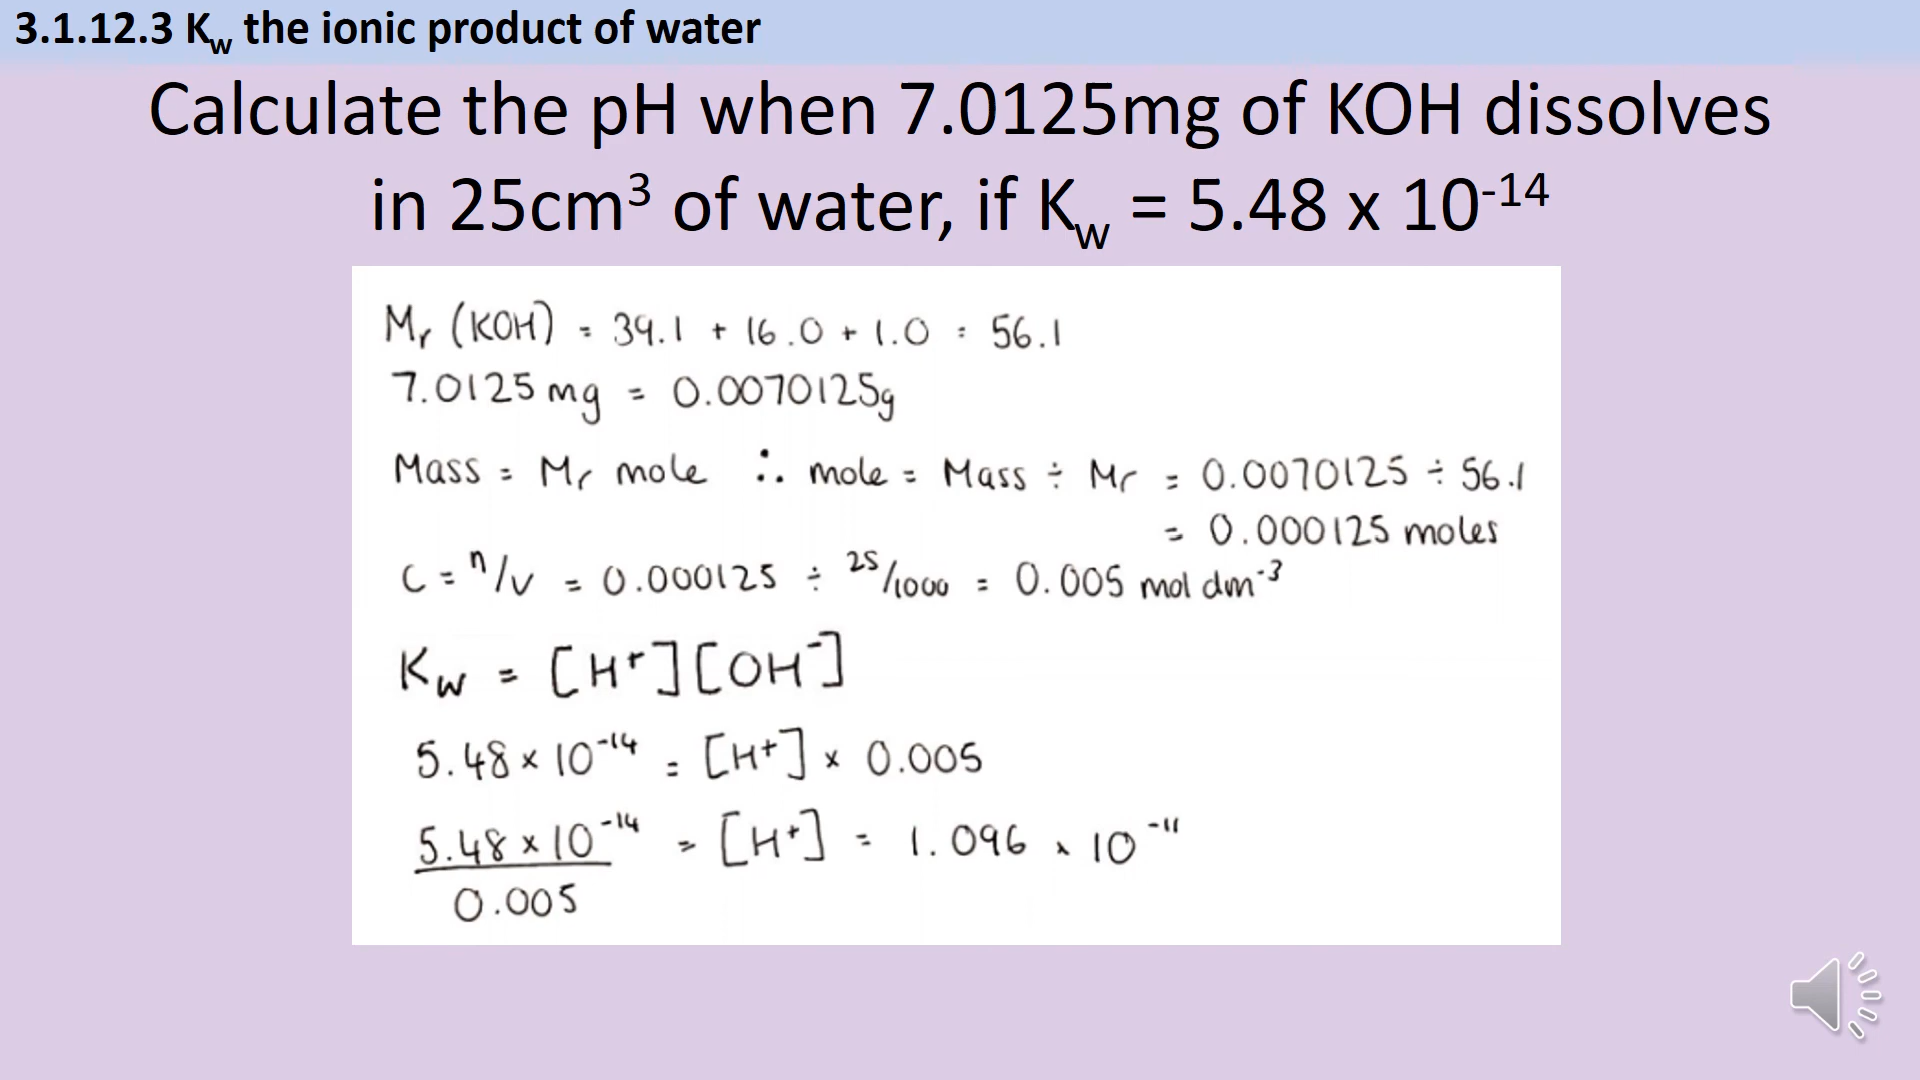 3.1.12.3 Kw the ionic product of water
Calculate the pH when 7.0125mg of KOH dissolves
in 25cm³ of water, if Kw = 5.48 x 10⁻¹⁴
Mr (KOH) = 39.1 + 16.0 + 1.0 = 56.1
7.0125 mg = 0.0070125g
Mass = Mr mole ∴ mole = Mass ÷ Mr = 0.0070125 ÷ 56.1
= 0.000125 moles
C = n/v = 0.000125 ÷ 25/1000 = 0.005 mol dm⁻³
Kw = [H⁺][OH⁻]
5.48 × 10⁻¹⁴ = [H⁺] × 0.005
5.48 × 10⁻¹⁴ = [H⁺] = 1.096 × 10⁻¹¹
0.005